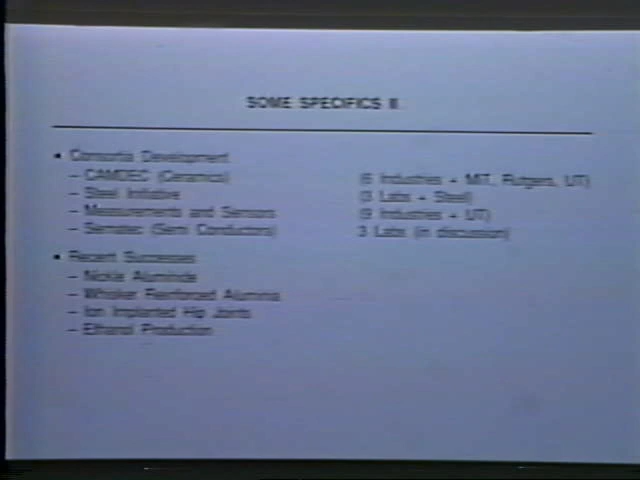 SOME SPECIFICS II
• Consortia Development
– CAMDEC (Ceramics) (6 Industries + MIT, Rutgers, UT)
– Steel Initiative (3 Labs + Steel)
– Measurements and Sensors (9 Industries + UT)
– Sematec (Semi Conductors) 3 Labs (in discussion)
• Recent Successes
– Nickle Aluminide
– Whisker Reinforced Alumina
– Ion Implanted Hip Joints
– Ethanol Production